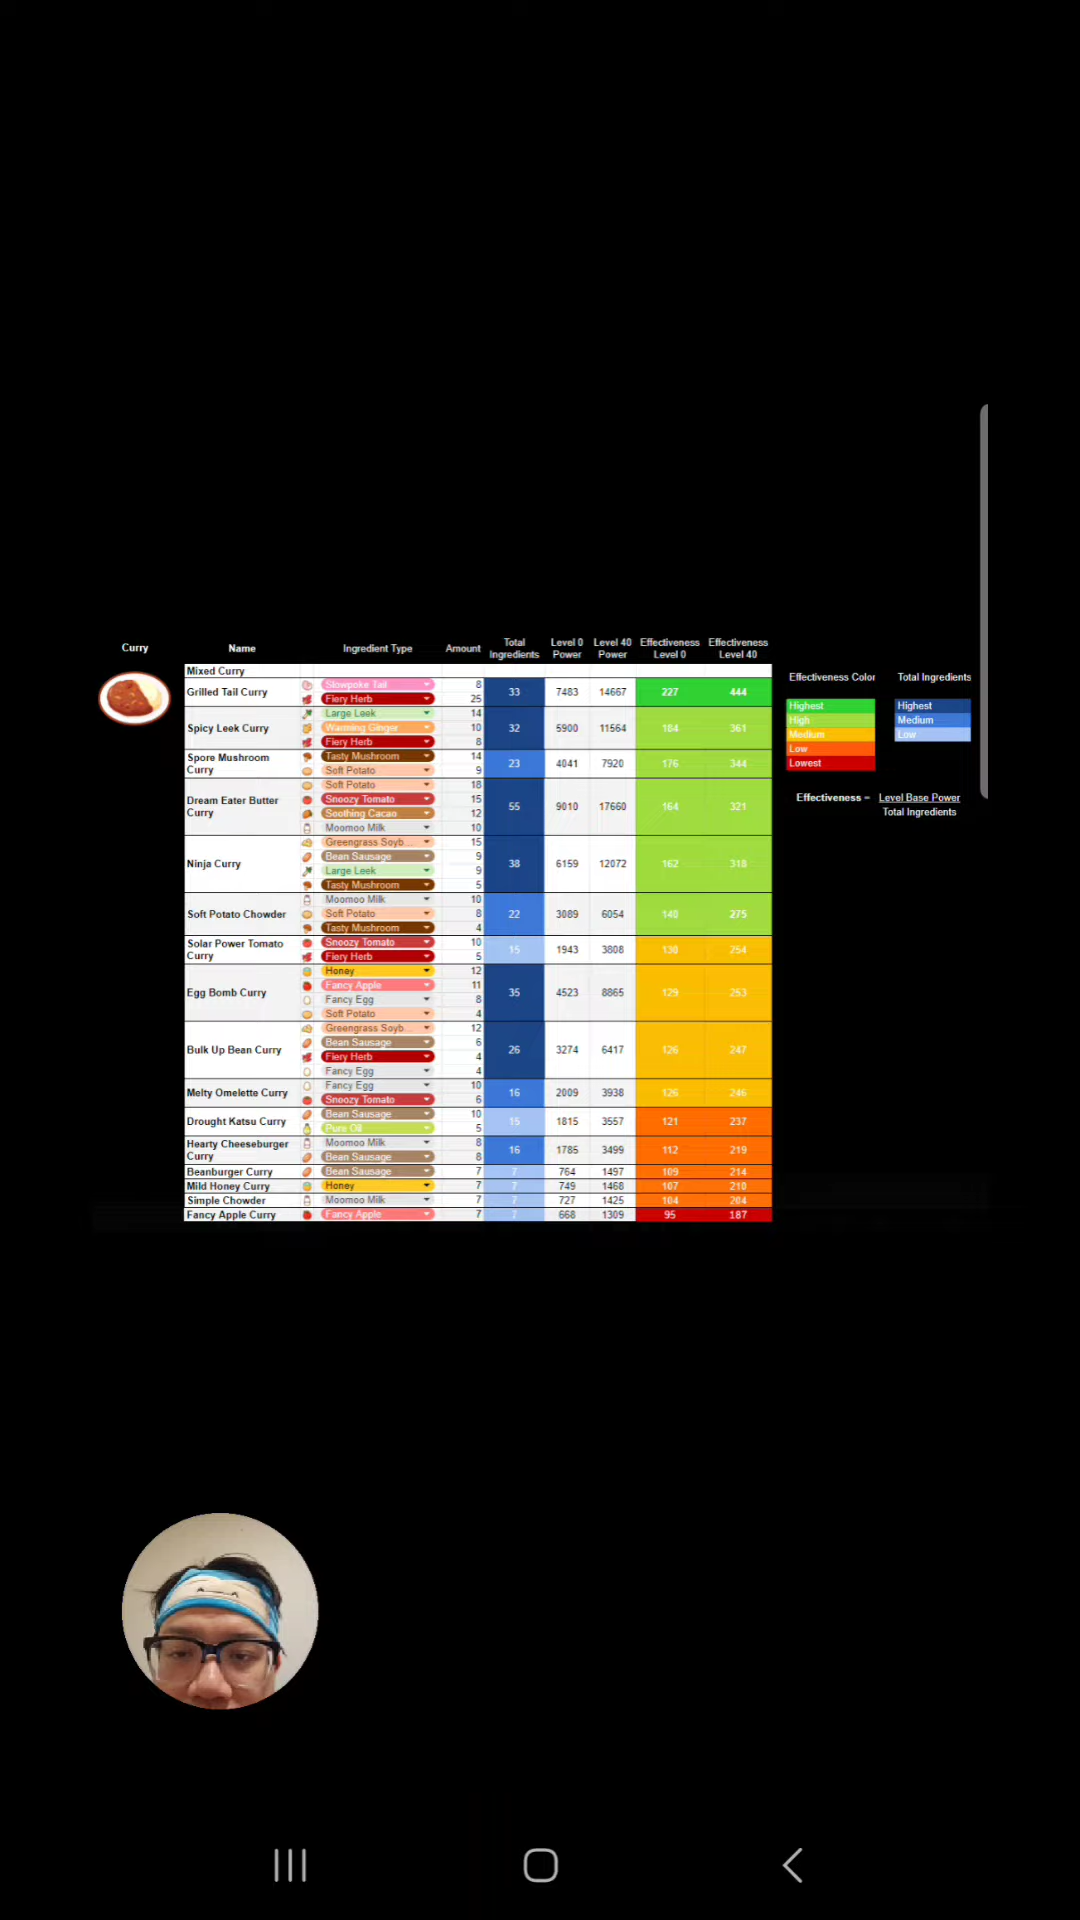 Curry Name Ingredient Type Amount Total Ingredients Level 0 Power Level 40 Power Effectiveness Level 0 Effectiveness Level 40
Mixed Curry
Grilled Tail Curry Slowpoke Tail 8 33 7483 14667 227 444
Fiery Herb 25
Spicy Leek Curry Large Leek 14 32 5900 11564 184 361
Warming Ginger 10
Fiery Herb 8
Spore Mushroom Curry Tasty Mushroom 14 23 4041 7920 176 344
Soft Potato 9
Dream Eater Butter Curry Soft Potato 18 55 9010 17660 164 321
Snoozy Tomato 15
Soothing Cacao 12
Moomoo Milk 10
Ninja Curry Greengrass Soyb... 15 38 6159 12072 162 318
Bean Sausage 9
Large Leek 9
Tasty Mushroom 5
Soft Potato Chowder Moomoo Milk 10 22 3089 6054 140 275
Soft Potato 8
Tasty Mushroom 4
Solar Power Tomato Curry Snoozy Tomato 10 15 1943 3808 130 254
Fiery Herb 5
Egg Bomb Curry Honey 12 35 4523 8865 129 253
Fancy Apple 11
Fancy Egg 8
Soft Potato 4
Bulk Up Bean Curry Greengrass Soyb... 12 26 3274 6417 126 247
Bean Sausage 6
Fiery Herb 4
Fancy Egg 4
Melty Omelette Curry Fancy Egg 10 16 2009 3938 126 246
Snoozy Tomato 6
Drought Katsu Curry Bean Sausage 10 15 1815 3557 121 237
Pure Oil 5
Hearty Cheeseburger Curry Moomoo Milk 8 16 1785 3499 112 219
Bean Sausage 8
Beanburger Curry Bean Sausage 7 7 764 1497 109 214
Mild Honey Curry Honey 7 7 749 1468 107 210
Simple Chowder Moomoo Milk 7 7 727 1425 104 204
Fancy Apple Curry Fancy Apple 7 7 668 1309 95 187
Effectiveness Color
Highest
High
Medium
Low
Lowest
Total Ingredients
Highest
Medium
Low
Effectiveness = Level Base Power
Total Ingredients